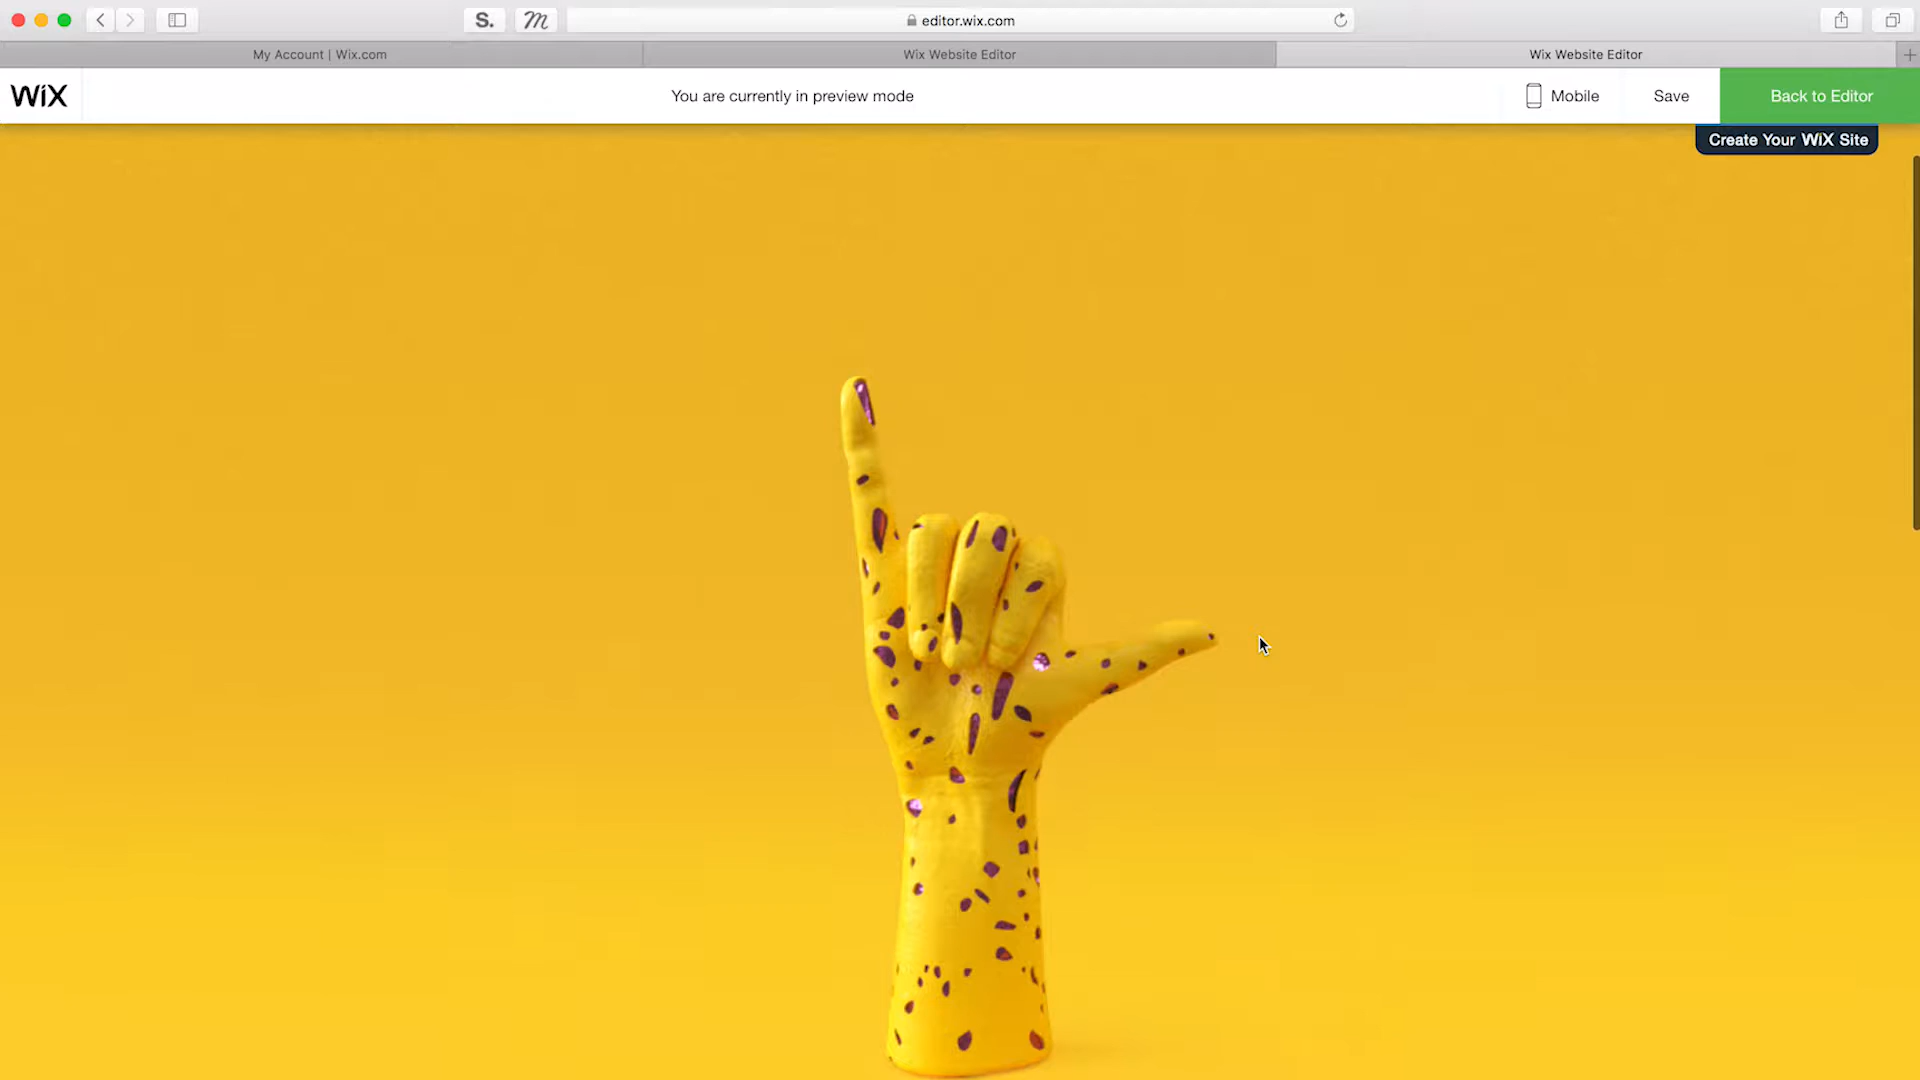 S. m editor.wix.com
My Account | Wix.com Wix Website Editor Wix Website Editor
WiX You are currently in preview mode Mobile Save Back to Editor
Create Your WiX Site